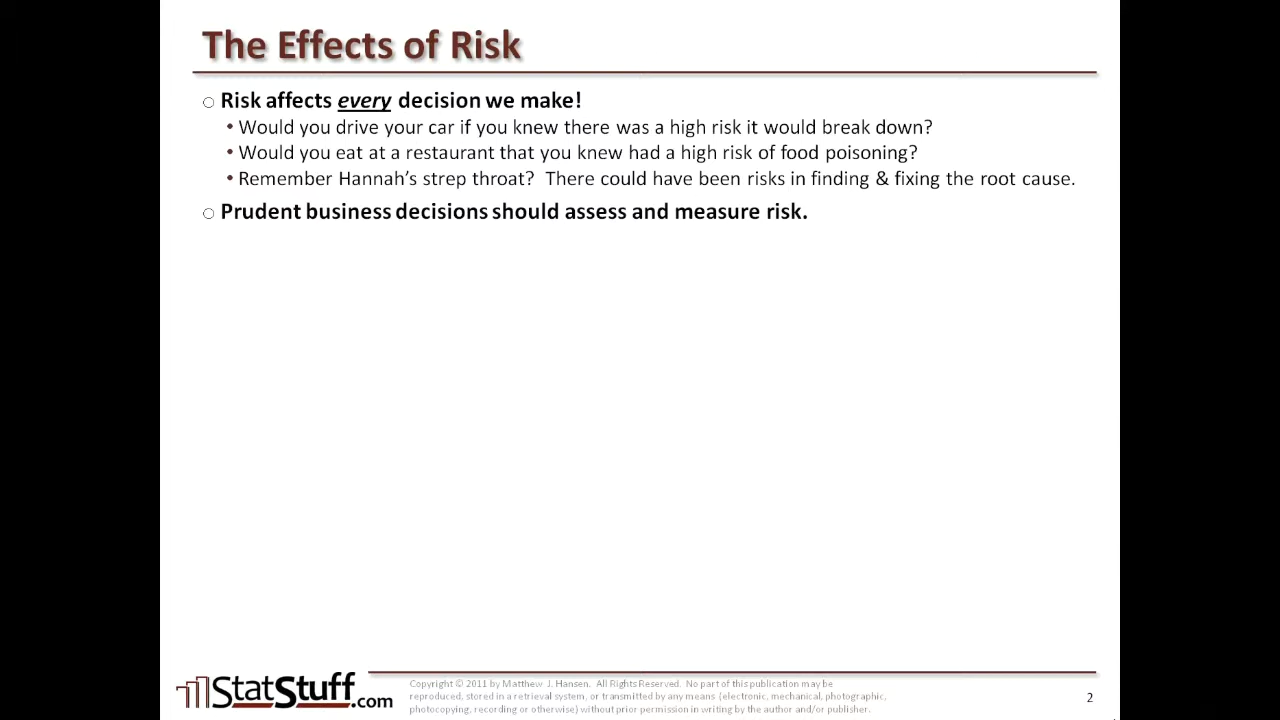 The Effects of Risk
Risk affects every decision we make!
• Would you drive your car if you knew there was a high risk it would break down?
• Would you eat at a restaurant that you knew had a high risk of food poisoning?
• Remember Hannah's strep throat?  There could have been risks in finding & fixing the root cause.
Prudent business decisions should assess and measure risk.
StatStuff.com
Copyright © 2011 by Matthew J. Hansen.  All Rights Reserved.  No part of this publication may be
reproduced, stored in a retrieval system, or transmitted by any means (electronic, mechanical, photographic,
photocopying, recording or otherwise) without prior permission in writing by the author and/or publisher.
2